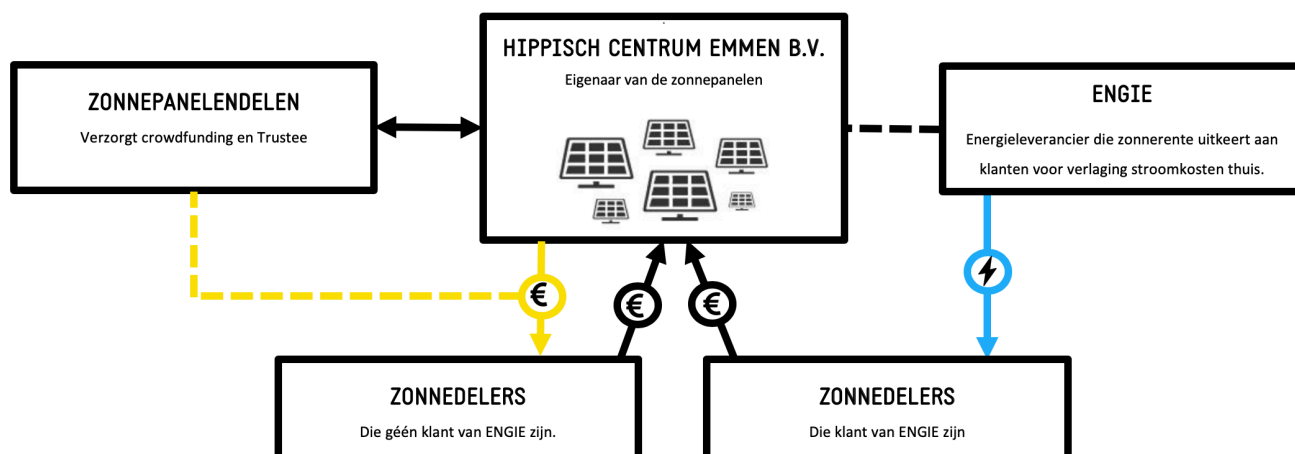 HIPPISCH CENTRUM EMMEN B.V.
Eigenaar van de zonnepanelen
ZONNEPANELENDELEN
Verzorgt crowdfunding en Trustee
ENGIE
Energieleverancier die zonnerente uitkeert aan
klanten voor verlaging stroomkosten thuis.
€
€
€
ZONNEDELERS
Die géén klant van ENGIE zijn.
ZONNEDELERS
Die klant van ENGIE zijn